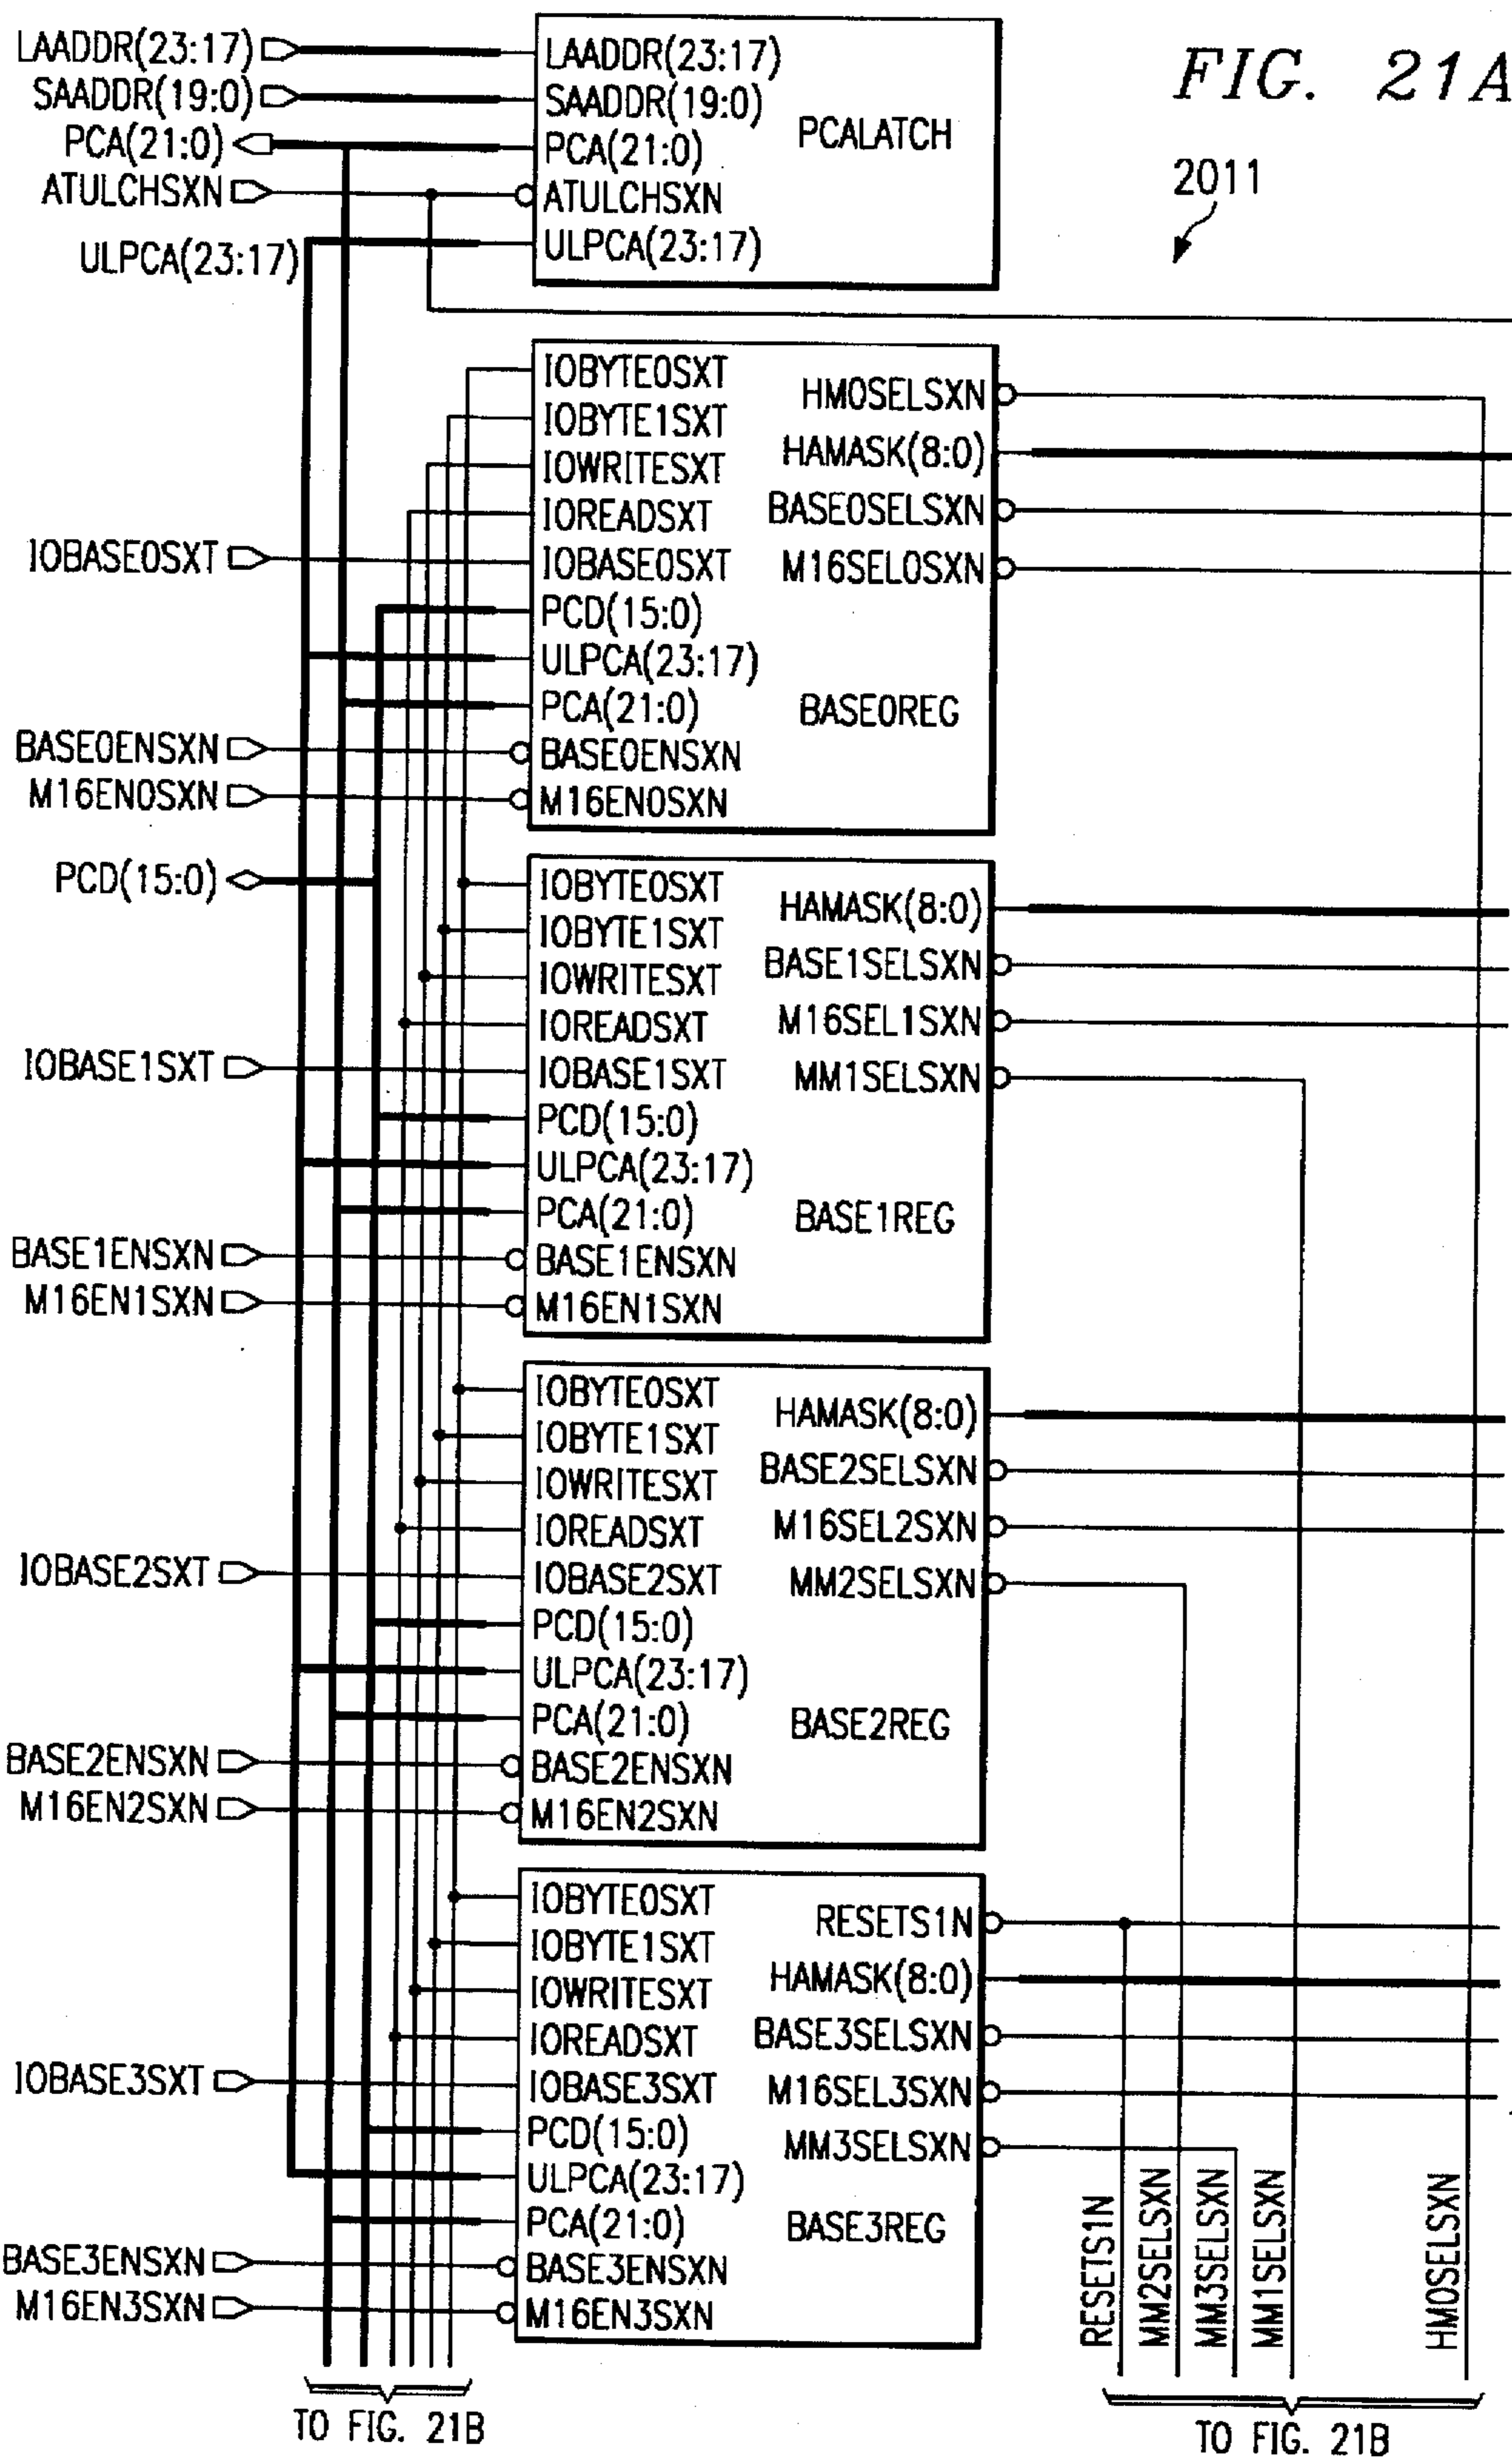 FIG. 21A
2011
LAADDR(23:17)
SAADDR(19:0)
PCA(21:0)
ATULCHSXN
ULPCA(23:17)
LAADDR(23:17)
SAADDR(19:0)
PCA(21:0)
ATULCHSXN
ULPCA(23:17)
PCALATCH
IOBASE0SXT
BASE0ENSXN
M16EN0SXN
IOBYTE0SXT
IOBYTE1SXT
IOWRITESXT
IOREADSXT
IOBASE0SXT
PCD(15:0)
ULPCA(23:17)
PCA(21:0)
BASE0ENSXN
M16EN0SXN
HM0SELSXN
HAMASK(8:0)
BASE0SELSXN
M16SEL0SXN
BASE0REG
PCD(15:0)
IOBASE1SXT
BASE1ENSXN
M16EN1SXN
IOBYTE0SXT
IOBYTE1SXT
IOWRITESXT
IOREADSXT
IOBASE1SXT
PCD(15:0)
ULPCA(23:17)
PCA(21:0)
BASE1ENSXN
M16EN1SXN
HAMASK(8:0)
BASE1SELSXN
M16SEL1SXN
MM1SELSXN
BASE1REG
IOBASE2SXT
BASE2ENSXN
M16EN2SXN
IOBYTE0SXT
IOBYTE1SXT
IOWRITESXT
IOREADSXT
IOBASE2SXT
PCD(15:0)
ULPCA(23:17)
PCA(21:0)
BASE2ENSXN
M16EN2SXN
HAMASK(8:0)
BASE2SELSXN
M16SEL2SXN
MM2SELSXN
BASE2REG
IOBASE3SXT
BASE3ENSXN
M16EN3SXN
IOBYTE0SXT
IOBYTE1SXT
IOWRITESXT
IOREADSXT
IOBASE3SXT
PCD(15:0)
ULPCA(23:17)
PCA(21:0)
BASE3ENSXN
M16EN3SXN
RESETS1N
HAMASK(8:0)
BASE3SELSXN
M16SEL3SXN
MM3SELSXN
BASE3REG
RESETS1N
MM2SELSXN
MM3SELSXN
MM1SELSXN
HM0SELSXN
TO FIG. 21B
TO FIG. 21B